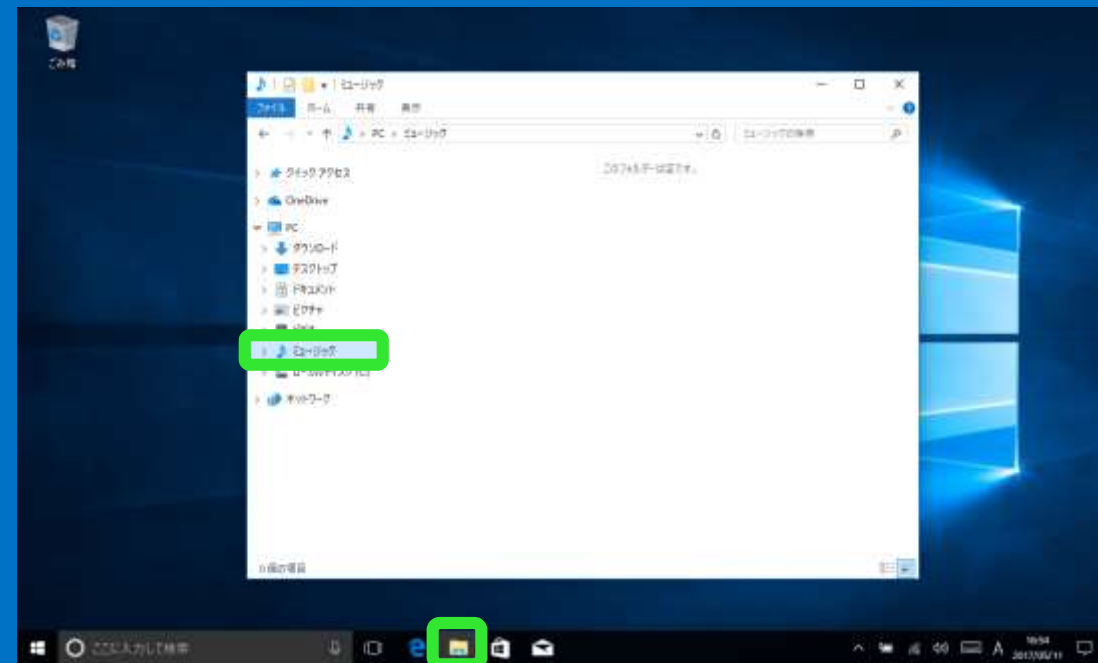 ごみ箱
ミュージック
ファイル ホーム 共有 表示
PC ミュージック
ミュージックの検索
このフォルダーは空です。
クイック アクセス
OneDrive
PC
ダウンロード
デスクトップ
ドキュメント
ピクチャ
ミュージック
ネットワーク
0 個の項目
ここに入力して検索
A
16:54
2017/05/11